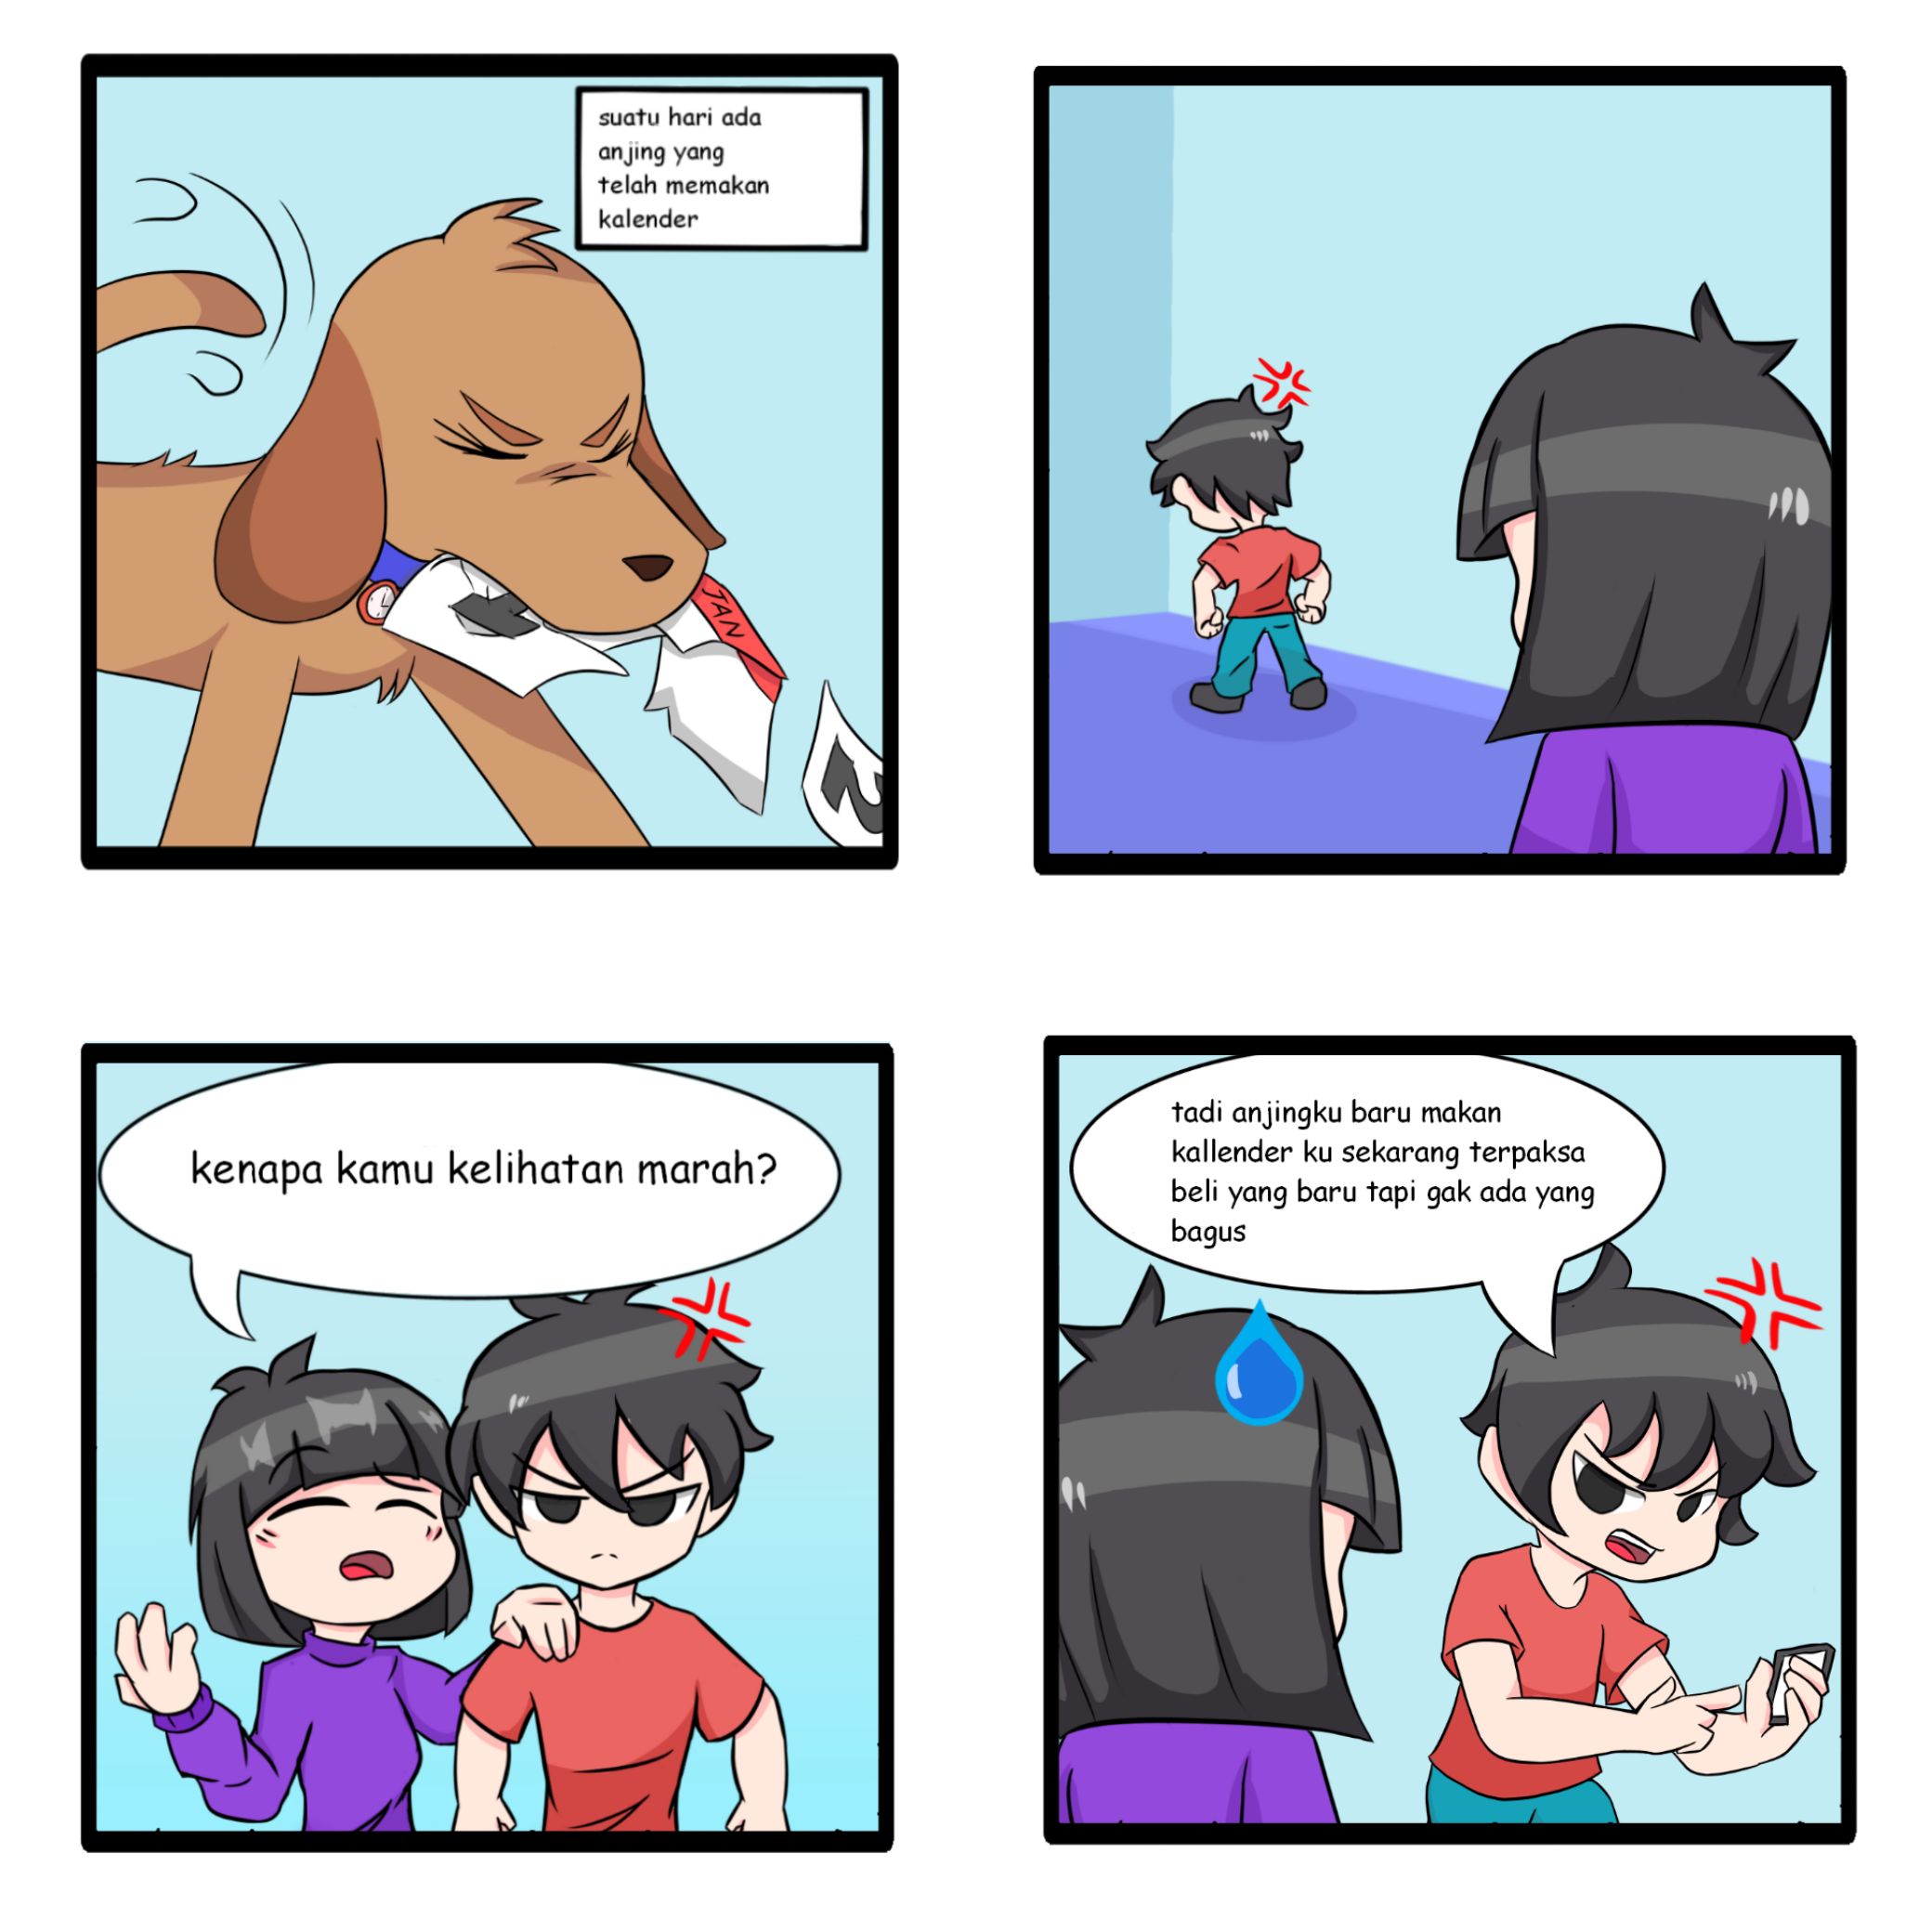 suatu hari ada
anjing yang
telah memakan
kalender
JAN
2
kenapa kamu kelihatan marah?
tadi anjingku baru makan
kallender ku sekarang terpaksa
beli yang baru tapi gak ada yang
bagus